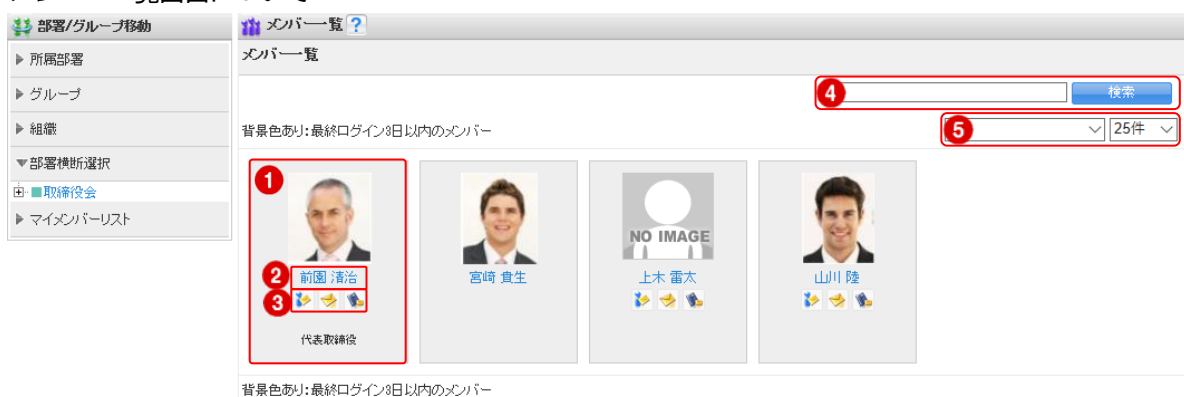 部署/グループ移動
メンバー一覧 ?
▶ 所属部署
メンバー一覧
▶ グループ
4
検索
▶ 組織
背景色あり:最終ログイン3日以内のメンバー
5
25件
▼部署横断選択
取締役会
▶ マイメンバーリスト
1
NO IMAGE
2
前園 清治
宮崎 貴生
上木 雷太
山川 陸
3
代表取締役
背景色あり:最終ログイン3日以内のメンバー